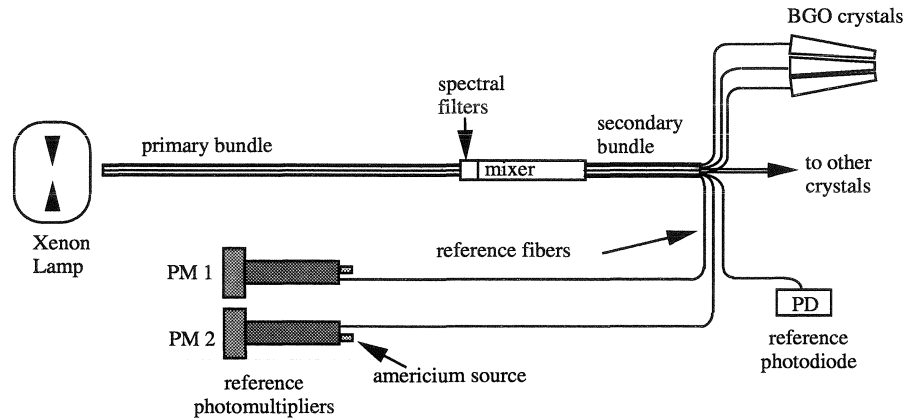 BGO crystals
spectral
filters
secondary
bundle
primary bundle
mixer
to other
crystals
Xenon
Lamp
reference fibers
PM 1
PD
PM 2
reference
photodiode
americium source
reference
photomultipliers